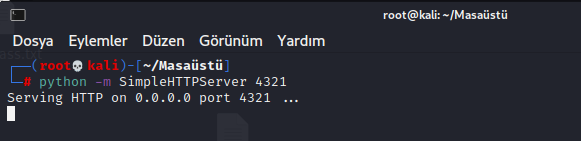 root@kali: ~/Masaüstü
Dosya Eylemler Düzen Görünüm Yardım
┌──(root💀kali)-[~/Masaüstü]
└─# python -m SimpleHTTPServer 4321
Serving HTTP on 0.0.0.0 port 4321 ...